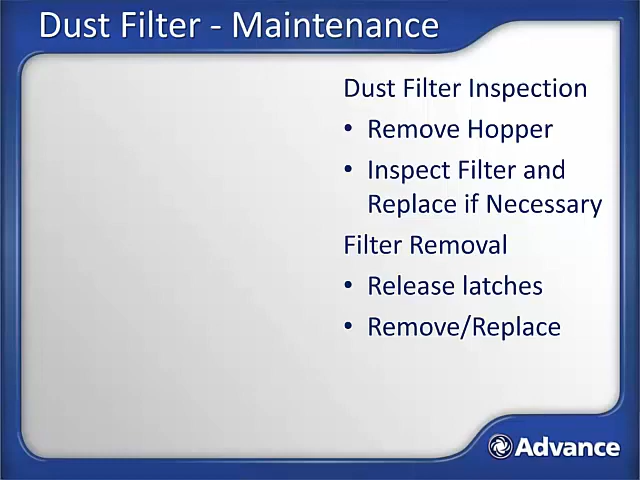 Dust Filter - Maintenance
Dust Filter Inspection
• Remove Hopper
• Inspect Filter and
Replace if Necessary
Filter Removal
• Release latches
• Remove/Replace
Advance